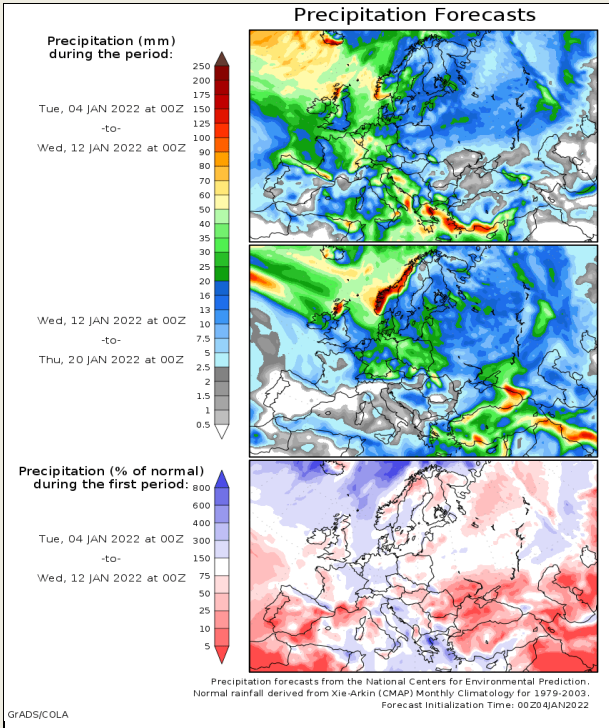 Precipitation Forecasts
Precipitation (mm)
during the period:
Tue, 04 JAN 2022 at 00Z
-to-
Wed, 12 JAN 2022 at 00Z
250
200
175
150
125
100
90
80
70
60
50
40
35
30
25
20
16
13
10
7.5
5
2.5
2
1.5
1
0.5
Wed, 12 JAN 2022 at 00Z
-to-
Thu, 20 JAN 2022 at 00Z
Precipitation (% of normal)
during the first period:
Tue, 04 JAN 2022 at 00Z
-to-
Wed, 12 JAN 2022 at 00Z
800
600
400
300
150
75
50
25
10
5
Precipitation forecasts from the National Centers for Environmental Prediction.
Normal rainfall derived from Xie-Arkin (CMAP) Monthly Climatology for 1979-2003.
Forecast Initialization Time: 00Z04JAN2022
GrADS/COLA